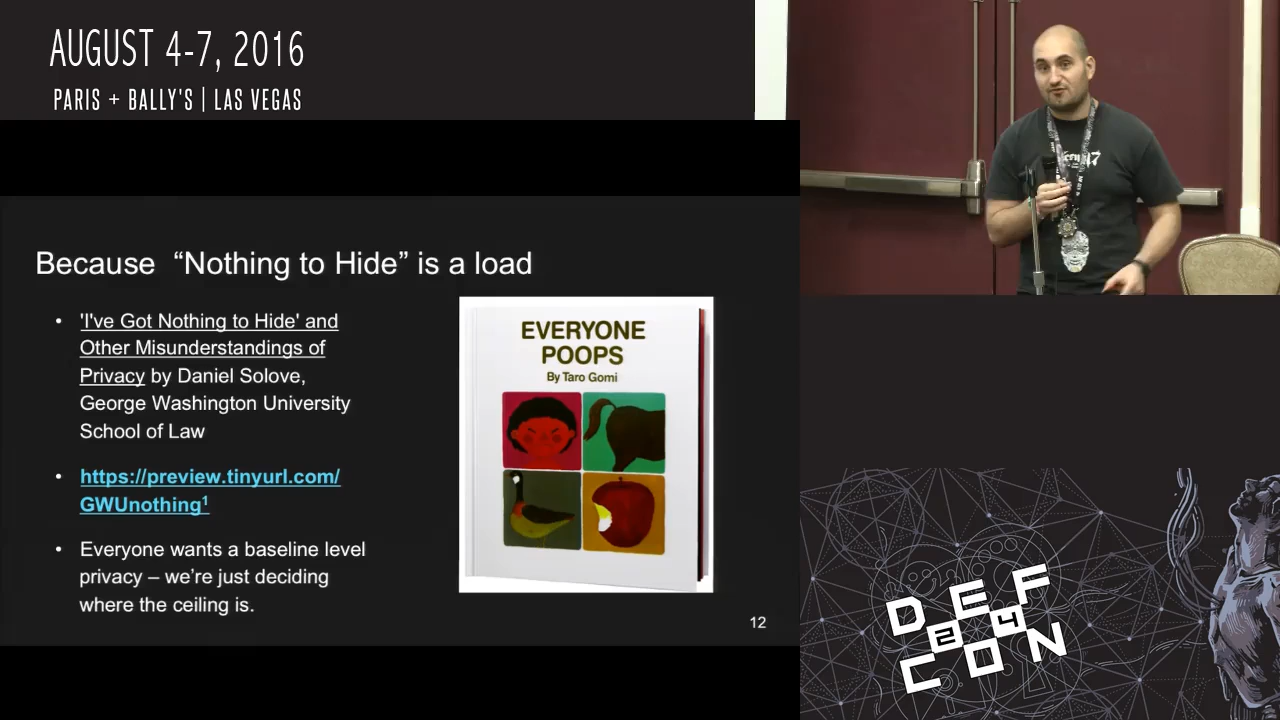 AUGUST 4-7, 2016
PARIS + BALLY'S | LAS VEGAS
Because “Nothing to Hide” is a load
• 'I've Got Nothing to Hide' and
Other Misunderstandings of
Privacy by Daniel Solove,
George Washington University
School of Law
• https://preview.tinyurl.com/
GWUnothing¹
• Everyone wants a baseline level
privacy – we’re just deciding
where the ceiling is.
EVERYONE
POOPS
By Taro Gomi
12
DEF
24
CON